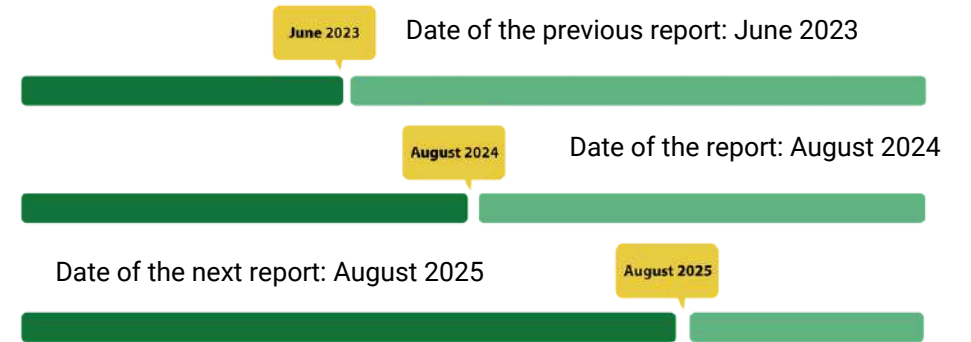 June 2023
Date of the previous report: June 2023
August 2024
Date of the report: August 2024
Date of the next report: August 2025
August 2025